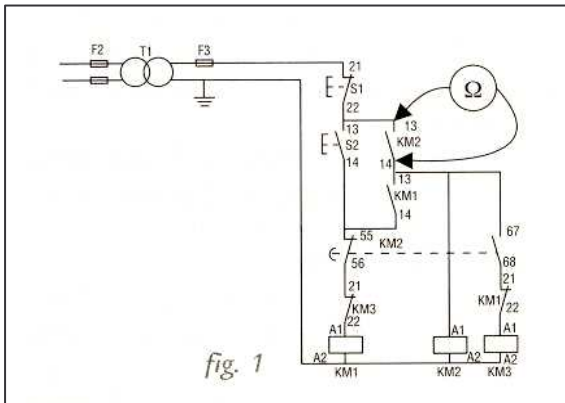 F2 T1 F3
21
S1
22
13 13
Ω
S2 KM2
14 14
13
KM1
14
55 KM2 67
56 68
21 21
KM3 KM1
22 22
A1 A1 A1
A2 A2 A2
KM1 KM2 KM3
fig. 1